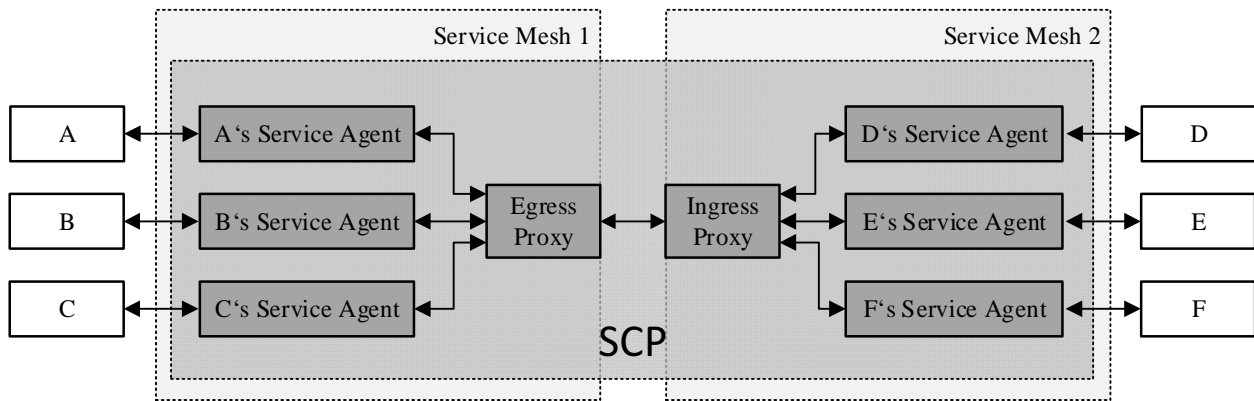 Service Mesh 1
Service Mesh 2
A
A‘s Service Agent
D‘s Service Agent
D
B
B‘s Service Agent
Egress
Proxy
Ingress
Proxy
E‘s Service Agent
E
C
C‘s Service Agent
F‘s Service Agent
F
SCP